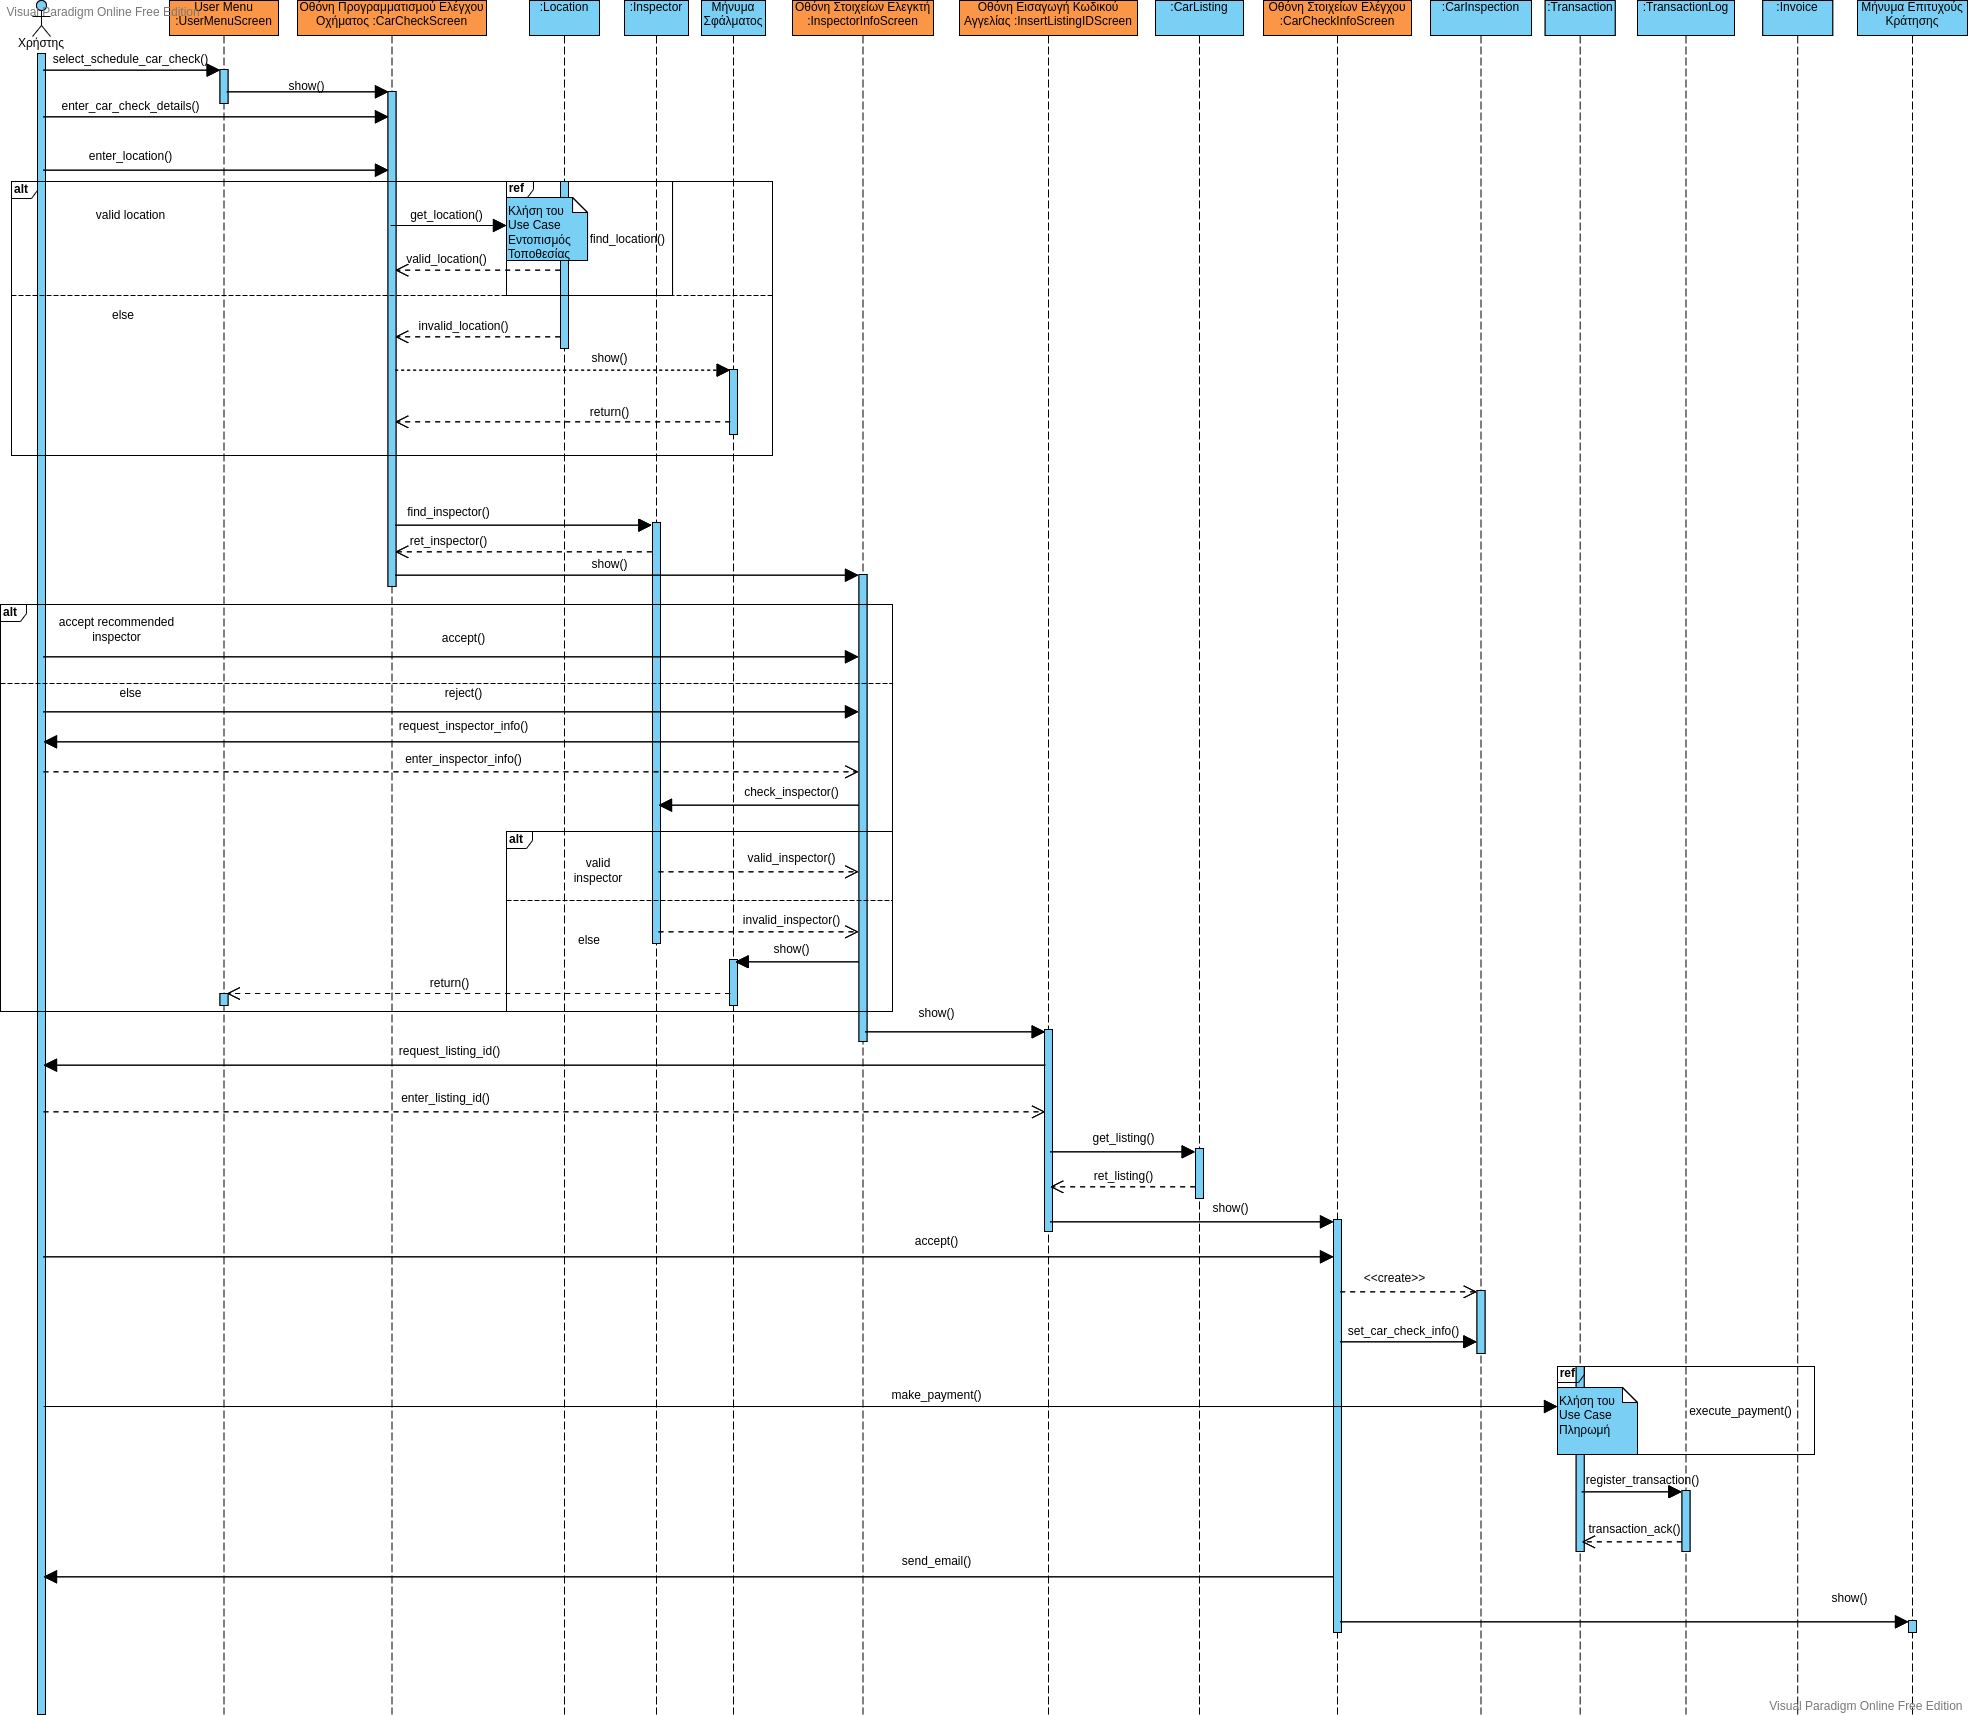 Visual Paradigm Online Free Edition
Χρήστης
User Menu
:UserMenuScreen
Οθόνη Προγραμματισμού Ελέγχου
Οχήματος :CarCheckScreen
:Location
:Inspector
Μήνυμα
Σφάλματος
Οθόνη Στοιχείων Ελεγκτή
:InspectorInfoScreen
Οθόνη Εισαγωγή Κωδικού
Αγγελίας :InsertListingIDScreen
:CarListing
Οθόνη Στοιχείων Ελέγχου
:CarCheckInfoScreen
:CarInspection
:Transaction
:TransactionLog
:Invoice
Μήνυμα Επιτυχούς
Κράτησης
select_schedule_car_check()
show()
enter_car_check_details()
enter_location()
alt
ref
valid location
get_location()
Κλήση του
Use Case
Εντοπισμός
Τοποθεσίας
find_location()
valid_location()
else
invalid_location()
show()
return()
find_inspector()
ret_inspector()
show()
alt
accept recommended
inspector
accept()
else
reject()
request_inspector_info()
enter_inspector_info()
check_inspector()
alt
valid
inspector
valid_inspector()
invalid_inspector()
else
show()
return()
show()
request_listing_id()
enter_listing_id()
get_listing()
ret_listing()
show()
accept()
<<create>>
set_car_check_info()
ref
make_payment()
Κλήση του
Use Case
Πληρωμή
execute_payment()
register_transaction()
transaction_ack()
send_email()
show()
Visual Paradigm Online Free Edition